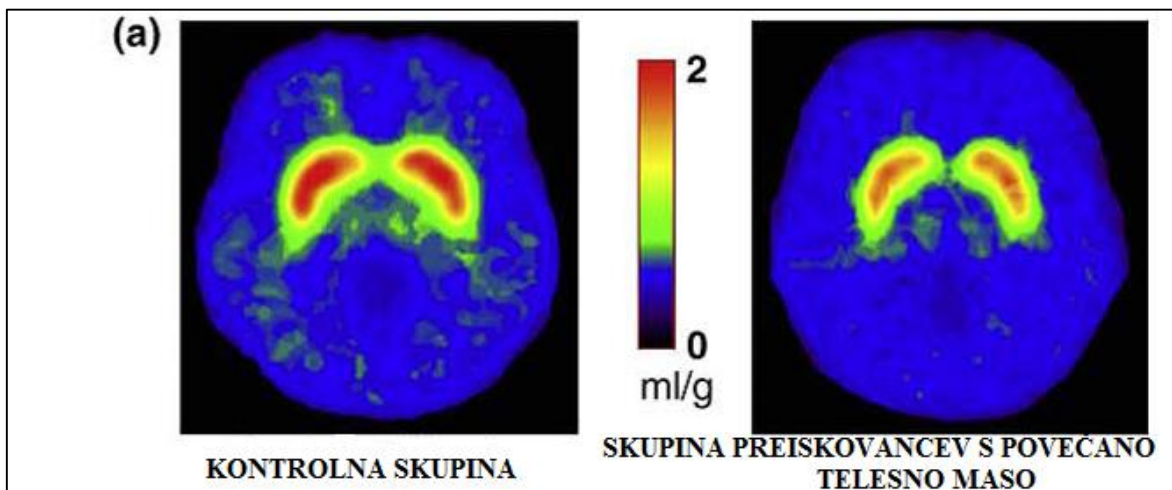 (a)
2
0
ml/g
KONTROLNA SKUPINA
SKUPINA PREISKOVANCEV S POVEČANO
TELESNO MASO